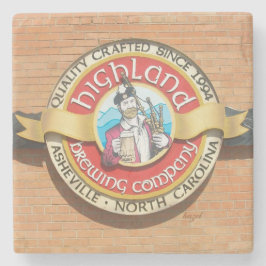 QUALITY CRAFTED SINCE 1994
highland
BREWING COMPANY
ASHEVILLE · NORTH CAROLINA